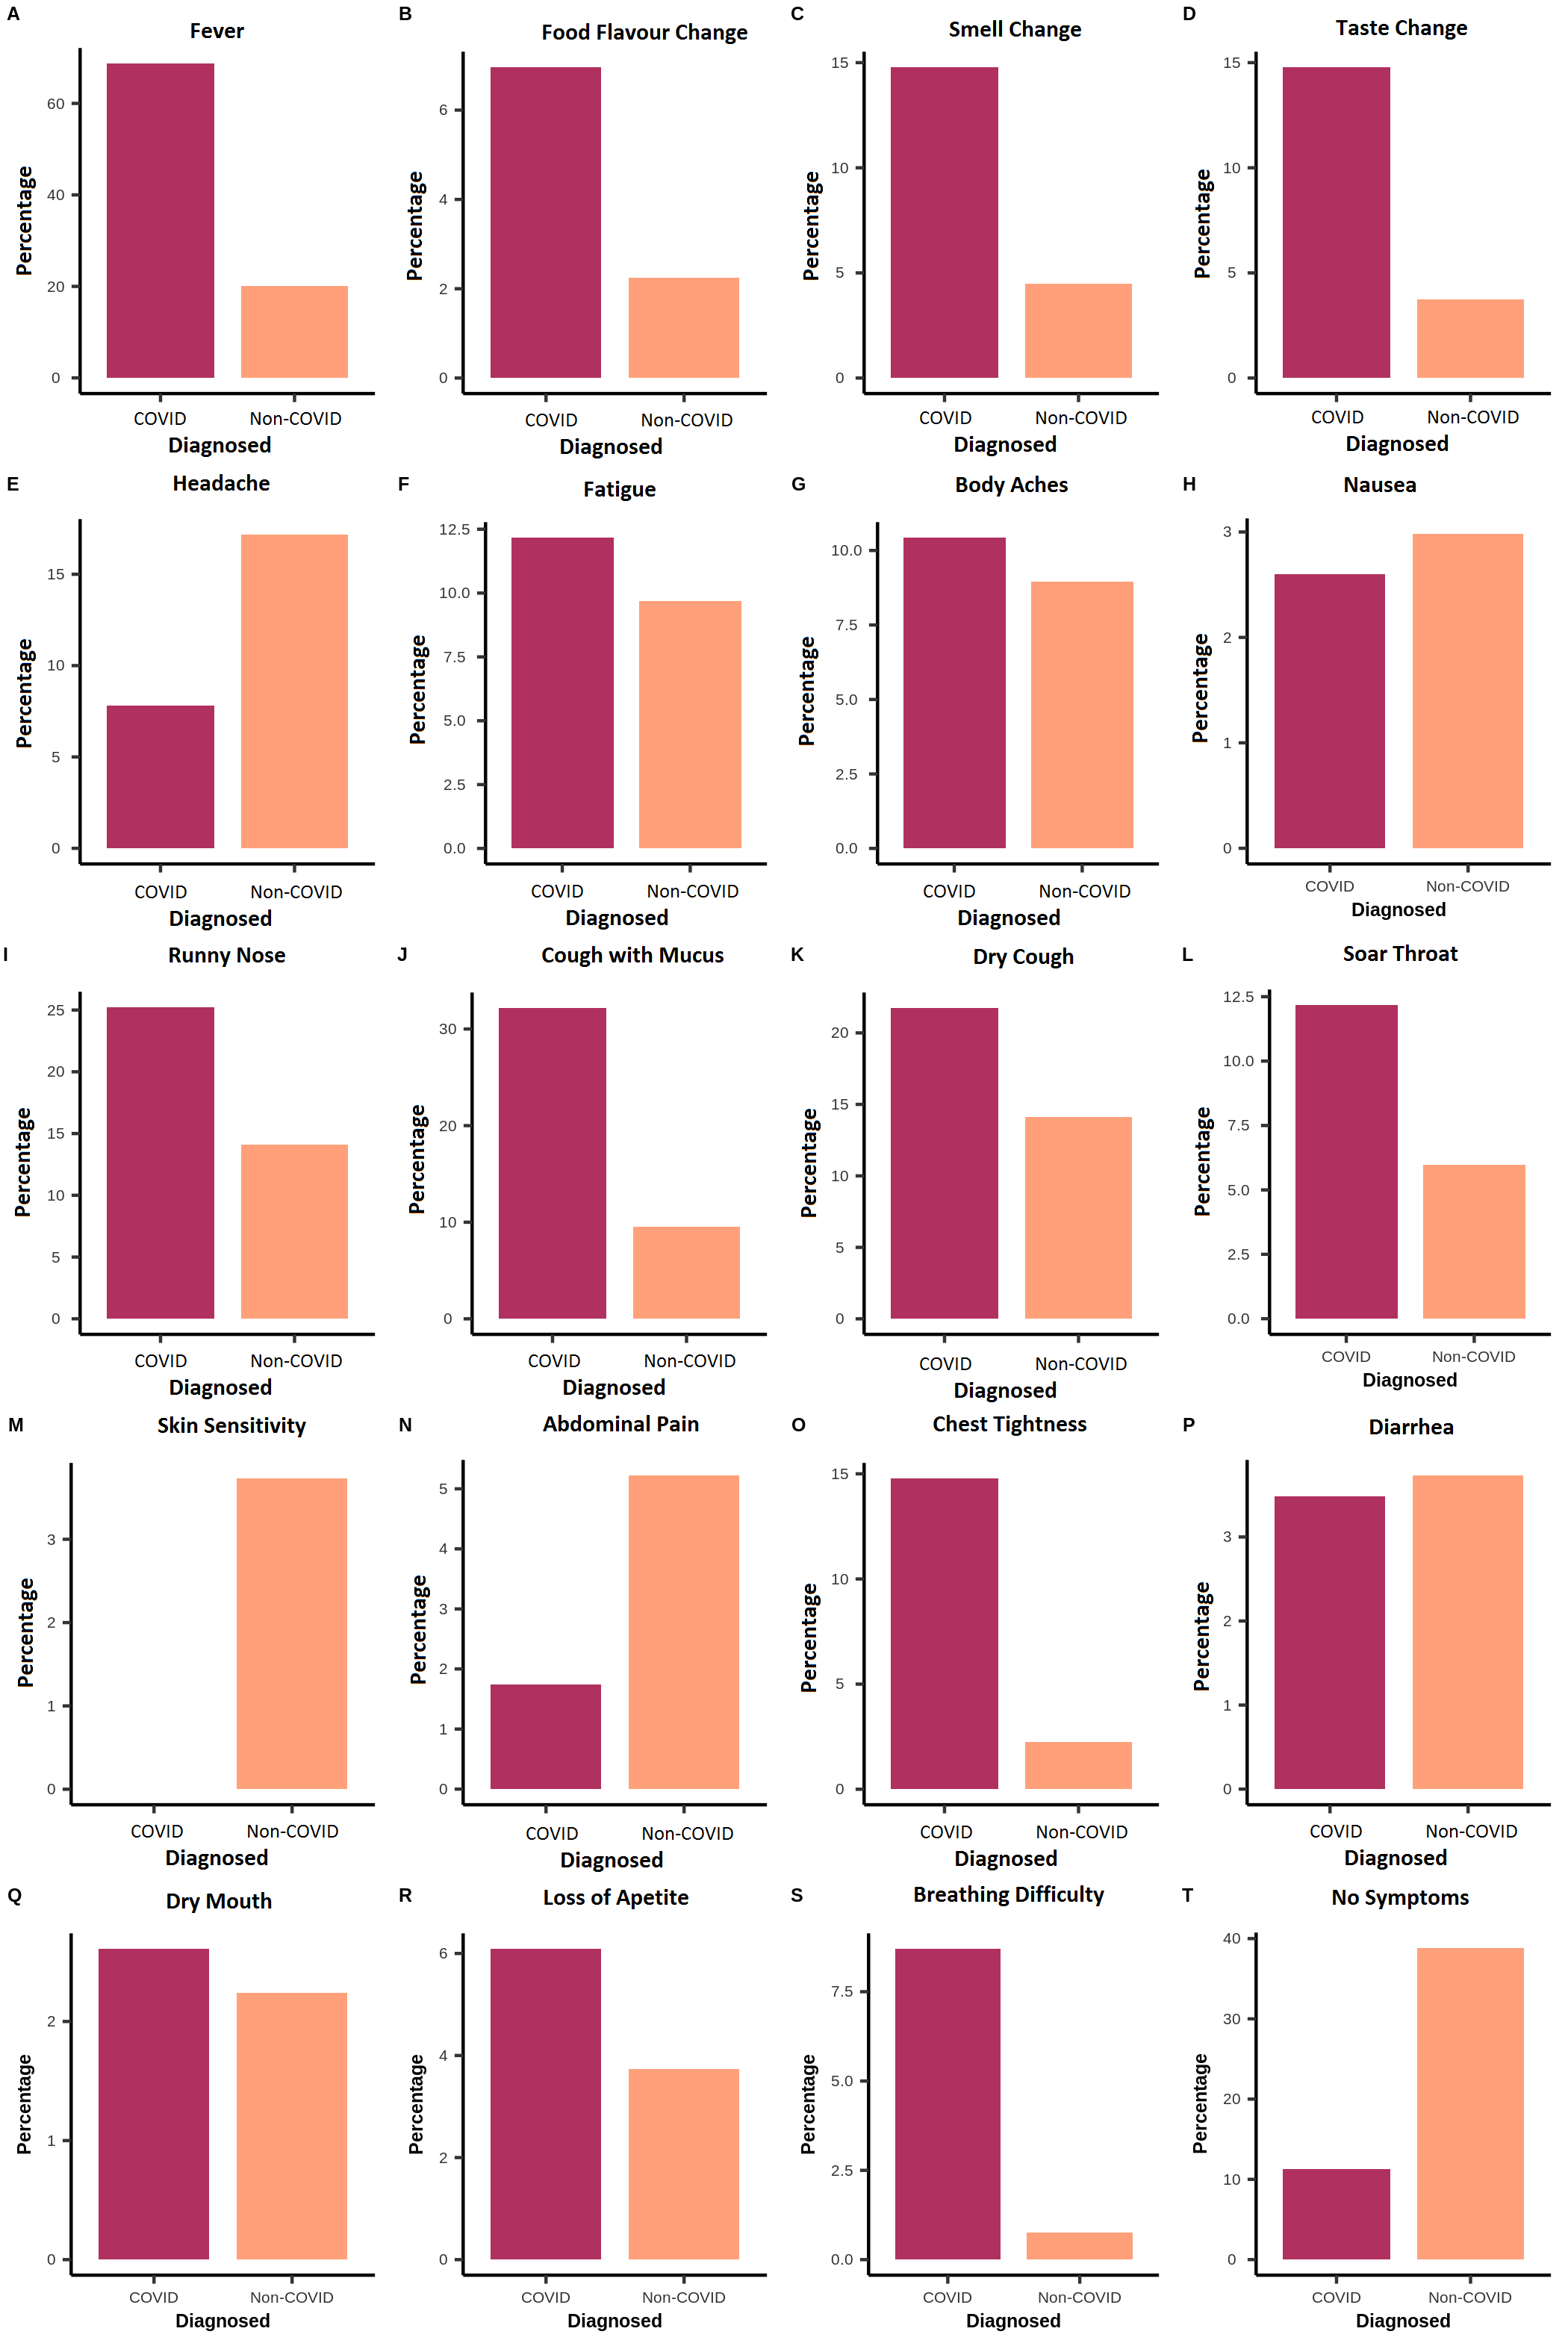 A
Fever
Percentage
60
40
20
0
COVID Non-COVID
Diagnosed
B
Food Flavour Change
Percentage
6
4
2
0
COVID Non-COVID
Diagnosed
C
Smell Change
Percentage
15
10
5
0
COVID Non-COVID
Diagnosed
D
Taste Change
Percentage
15
10
5
0
COVID Non-COVID
Diagnosed
E
Headache
Percentage
15
10
5
0
COVID Non-COVID
Diagnosed
F
Fatigue
Percentage
12.5
10.0
7.5
5.0
2.5
0.0
COVID Non-COVID
Diagnosed
G
Body Aches
Percentage
10.0
7.5
5.0
2.5
0.0
COVID Non-COVID
Diagnosed
H
Nausea
Percentage
3
2
1
0
COVID Non-COVID
Diagnosed
I
Runny Nose
Percentage
25
20
15
10
5
0
COVID Non-COVID
Diagnosed
J
Cough with Mucus
Percentage
30
20
10
0
COVID Non-COVID
Diagnosed
K
Dry Cough
Percentage
20
15
10
5
0
COVID Non-COVID
Diagnosed
L
Soar Throat
Percentage
12.5
10.0
7.5
5.0
2.5
0.0
COVID Non-COVID
Diagnosed
M
Skin Sensitivity
Percentage
3
2
1
0
COVID Non-COVID
Diagnosed
N
Abdominal Pain
Percentage
5
4
3
2
1
0
COVID Non-COVID
Diagnosed
O
Chest Tightness
Percentage
15
10
5
0
COVID Non-COVID
Diagnosed
P
Diarrhea
Percentage
3
2
1
0
COVID Non-COVID
Diagnosed
Q
Dry Mouth
Percentage
2
1
0
COVID Non-COVID
Diagnosed
R
Loss of Apetite
Percentage
6
4
2
0
COVID Non-COVID
Diagnosed
S
Breathing Difficulty
Percentage
7.5
5.0
2.5
0.0
COVID Non-COVID
Diagnosed
T
No Symptoms
Percentage
40
30
20
10
0
COVID Non-COVID
Diagnosed